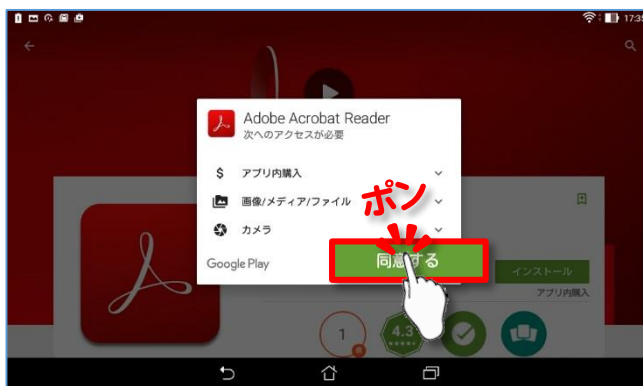 17:35
Adobe Acrobat Reader
次へのアクセスが必要
$ アプリ内購入
画像/メディア/ファイル
カメラ
ポン
Google Play
同意する
インストール
アプリ内購入
1
4.3